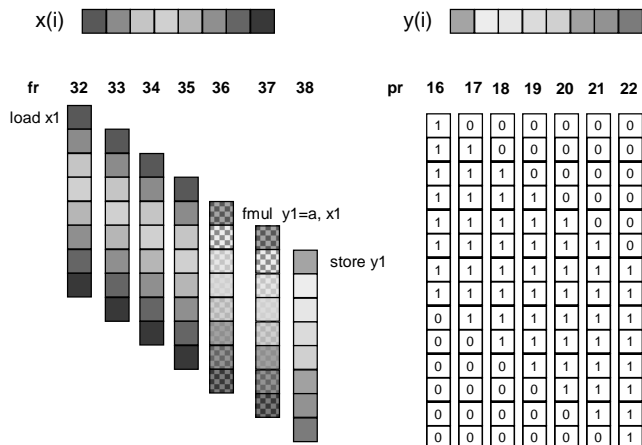 x(i)
y(i)
fr 32 33 34 35 36 37 38
load x1
fmul y1=a, x1
store y1
pr 16 17 18 19 20 21 22
1 0 0 0 0 0 0
1 1 0 0 0 0 0
1 1 1 0 0 0 0
1 1 1 1 0 0 0
1 1 1 1 1 0 0
1 1 1 1 1 1 0
1 1 1 1 1 1 1
1 1 1 1 1 1 1
0 1 1 1 1 1 1
0 0 1 1 1 1 1
0 0 0 1 1 1 1
0 0 0 0 1 1 1
0 0 0 0 0 1 1
0 0 0 0 0 0 1